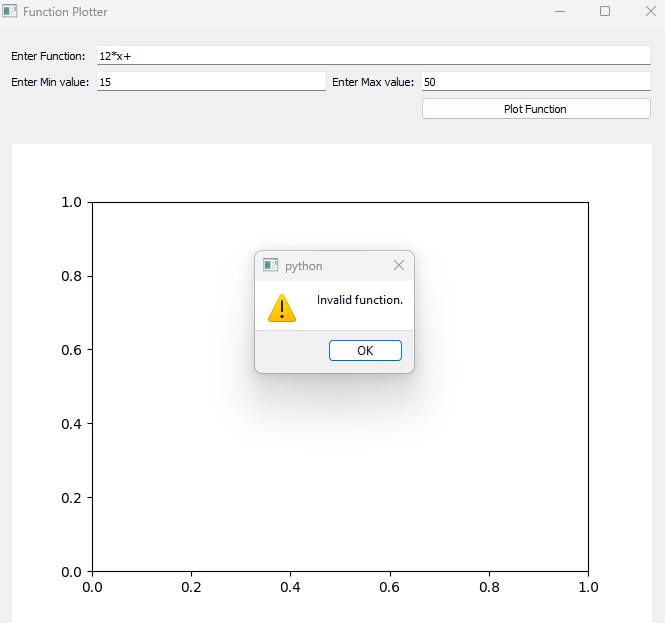 Function Plotter
Enter Function: 12*x+
Enter Min value: 15 Enter Max value: 50
Plot Function
1.0
0.8
python
Invalid function.
0.6
OK
0.4
0.2
0.0
0.0 0.2 0.4 0.6 0.8 1.0